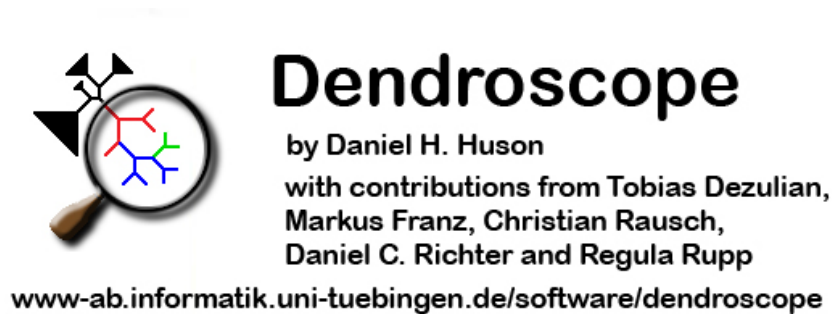 Dendroscope
by Daniel H. Huson
with contributions from Tobias Dezulian,
Markus Franz, Christian Rausch,
Daniel C. Richter and Regula Rupp
www-ab.informatik.uni-tuebingen.de/software/dendroscope